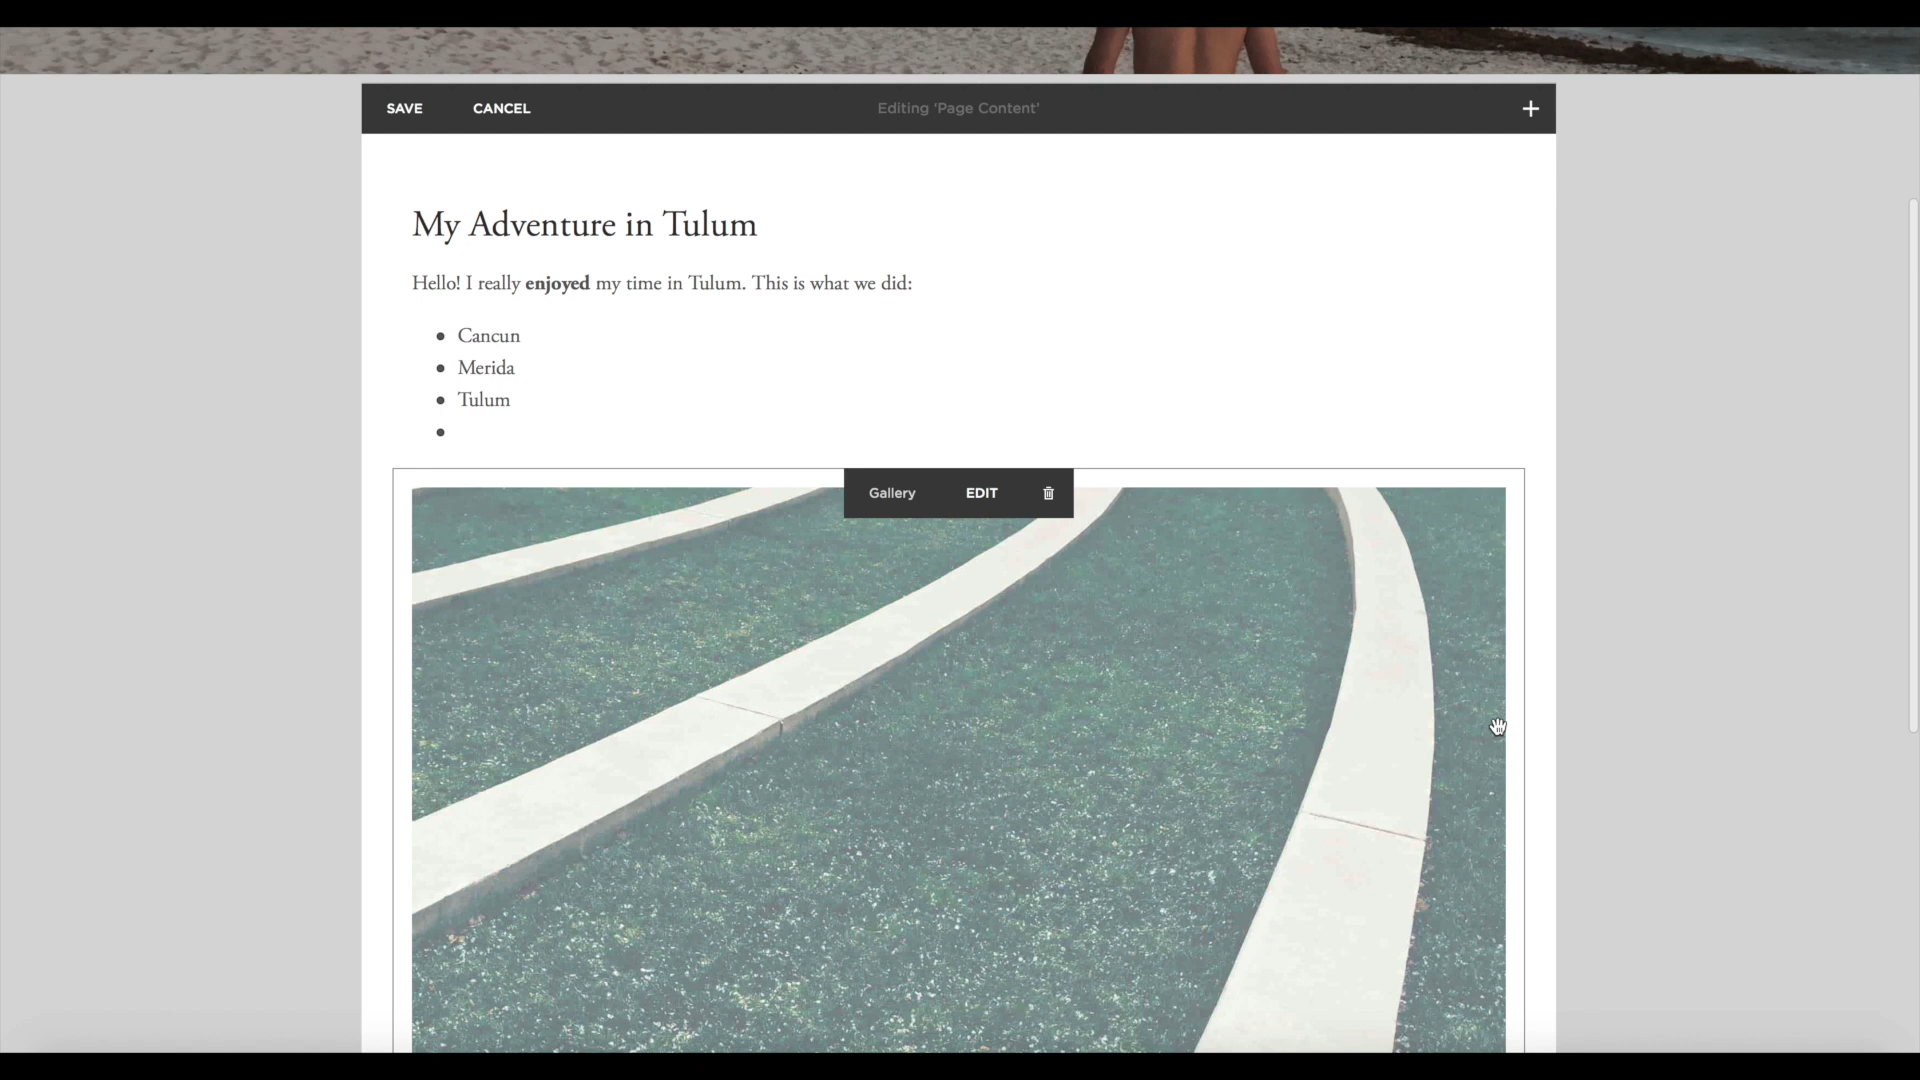 SAVE CANCEL Editing ‘Page Content’
My Adventure in Tulum
Hello! I really enjoyed my time in Tulum. This is what we did:
Cancun
Merida
Tulum
Gallery EDIT